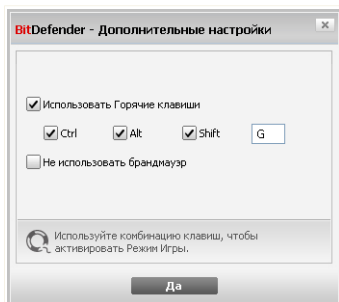 BitDefender - Дополнительные настройки
Использовать Горячие клавиши
Ctrl Alt Shift G
Не использовать брандмауэр
Используйте комбинацию клавиш, чтобы
активировать Режим Игры.
Да